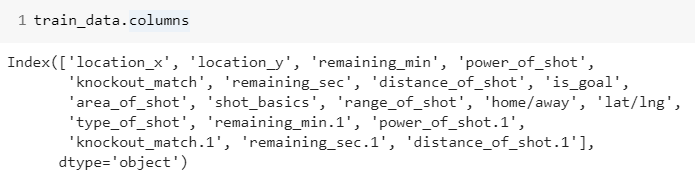 1 train_data.columns
Index(['location_x', 'location_y', 'remaining_min', 'power_of_shot',
'knockout_match', 'remaining_sec', 'distance_of_shot', 'is_goal',
'area_of_shot', 'shot_basics', 'range_of_shot', 'home/away', 'lat/lng',
'type_of_shot', 'remaining_min.1', 'power_of_shot.1',
'knockout_match.1', 'remaining_sec.1', 'distance_of_shot.1'],
dtype='object')